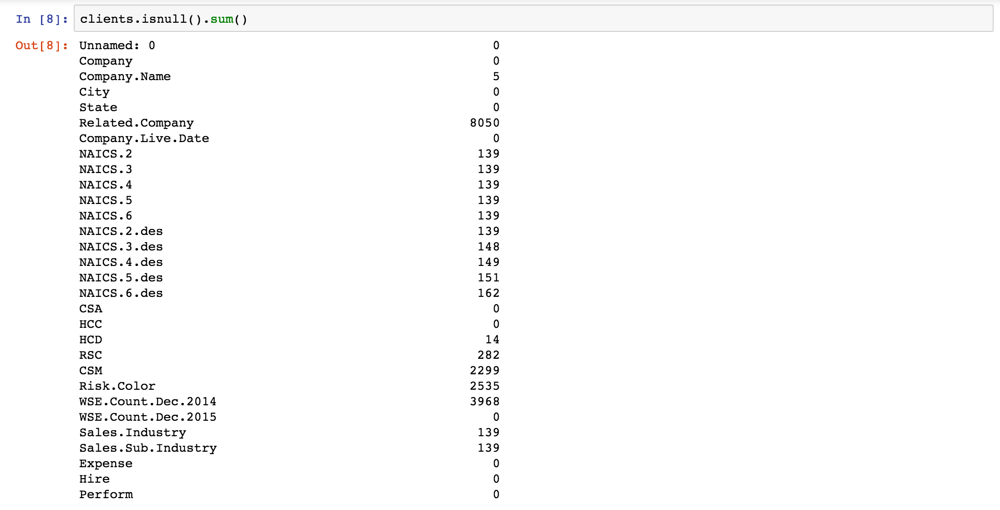 In [8]: clients.isnull().sum()
Out[8]: Unnamed: 0 0
Company 0
Company.Name 5
City 0
State 0
Related.Company 8050
Company.Live.Date 0
NAICS.2 139
NAICS.3 139
NAICS.4 139
NAICS.5 139
NAICS.6 139
NAICS.2.des 139
NAICS.3.des 148
NAICS.4.des 149
NAICS.5.des 151
NAICS.6.des 162
CSA 0
HCC 0
HCD 14
RSC 282
CSM 2299
Risk.Color 2535
WSE.Count.Dec.2014 3968
WSE.Count.Dec.2015 0
Sales.Industry 139
Sales.Sub.Industry 139
Expense 0
Hire 0
Perform 0